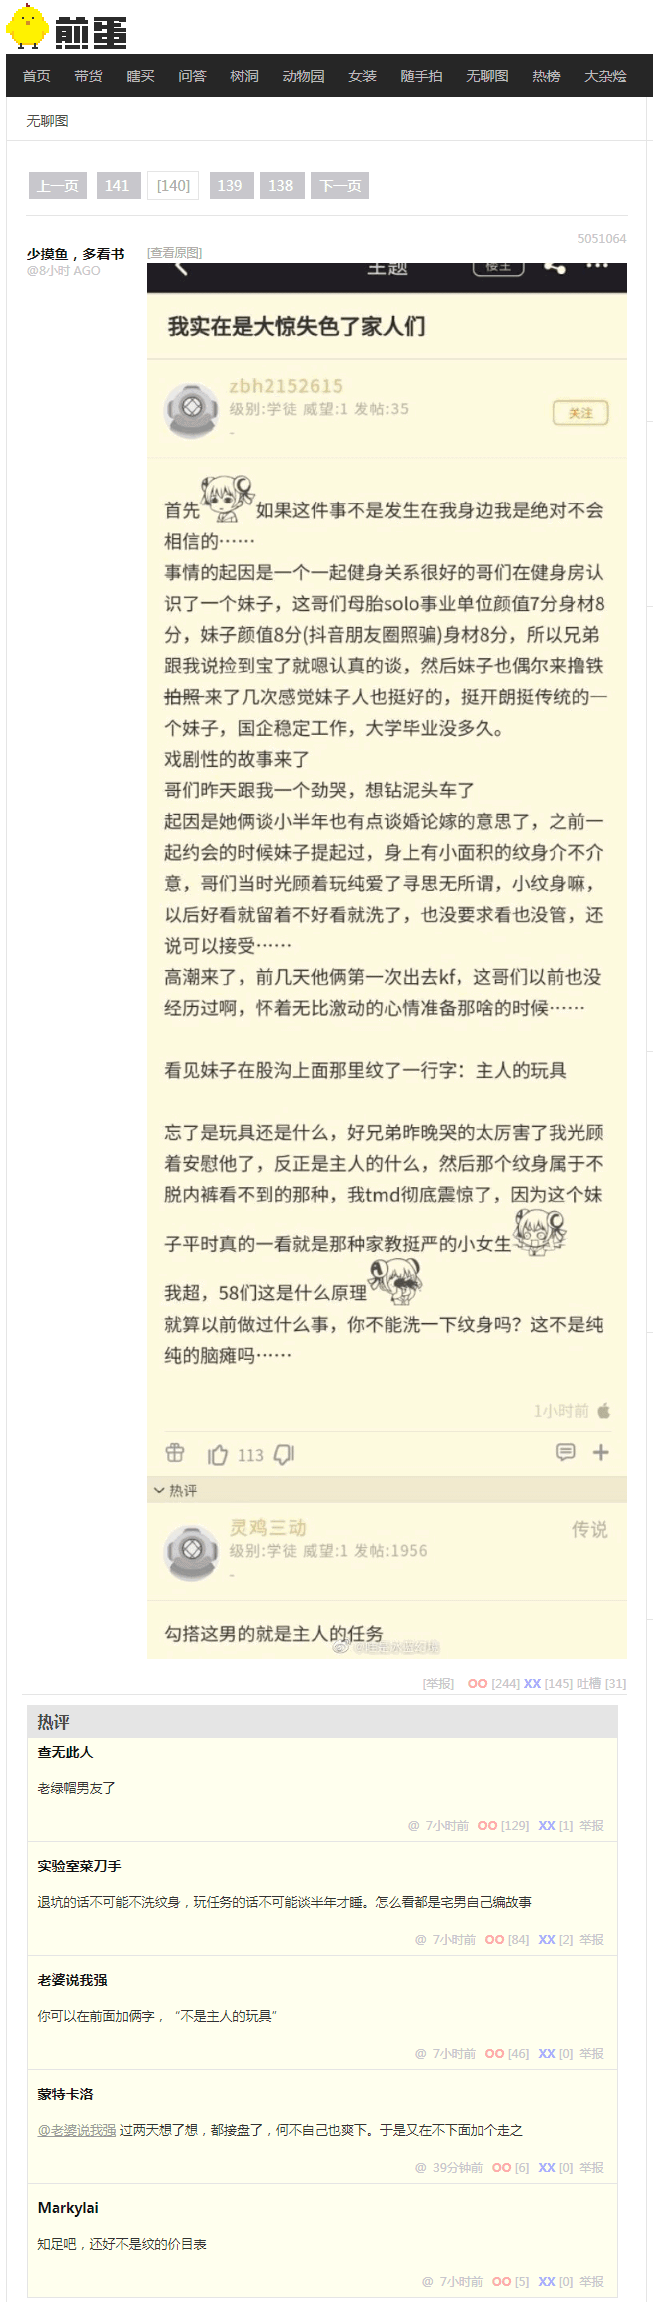 煎蛋
首页 带货 瞎买 问答 树洞 动物园 女装 随手拍 无聊图 热榜 大杂烩
无聊图
上一页 141 [140] 139 138 下一页
5051064
少摸鱼，多看书 [查看原图]
@8小时 AGO
主题 楼主
我实在是大惊失色了家人们
zbh2152615
级别:学徒 威望:1 发帖:35
关注
-
首先如果这件事不是发生在我身边我是绝对不会
相信的……
事情的起因是一个一起健身关系很好的哥们在健身房认
识了一个妹子，这哥们母胎solo事业单位颜值7分身材8
分，妹子颜值8分(抖音朋友圈照骗)身材8分，所以兄弟
跟我说捡到宝了就嗯认真的谈，然后妹子也偶尔来撸铁
拍照来了几次感觉妹子人也挺好的，挺开朗挺传统的一
个妹子，国企稳定工作，大学毕业没多久。
戏剧性的故事来了
哥们昨天跟我一个劲哭，想钻泥头车了
起因是她俩谈小半年也有点谈婚论嫁的意思了，之前一
起约会的时候妹子提起过，身上有小面积的纹身介不介
意，哥们当时光顾着玩纯爱了寻思无所谓，小纹身嘛，
以后好看就留着不好看就洗了，也没要求看也没管，还
说可以接受……
高潮来了，前几天他俩第一次出去kf，这哥们以前也没
经历过啊，怀着无比激动的心情准备那啥的时候……
看见妹子在股沟上面那里纹了一行字：主人的玩具
忘了是玩具还是什么，好兄弟昨晚哭的太厉害了我光顾
着安慰他了，反正是主人的什么，然后那个纹身属于不
脱内裤看不到的那种，我tmd彻底震惊了，因为这个妹
子平时真的一看就是那种家教挺严的小女生
我超，58们这是什么原理
就算以前做过什么事，你不能洗一下纹身吗？这不是纯
纯的脑瘫吗……
1小时前
113
热评
灵鸡三动 传说
级别:学徒 威望:1 发帖:1956
-
勾搭这男的就是主人的任务
[举报] OO [244] XX [145] 吐槽 [31]
热评
查无此人
老绿帽男友了
@ 7小时前 OO [129] XX [1] 举报
实验室菜刀手
退坑的话不可能不洗纹身，玩任务的话不可能谈半年才睡。怎么看都是宅男自己编故事
@ 7小时前 OO [84] XX [2] 举报
老婆说我强
你可以在前面加俩字，“不是主人的玩具”
@ 7小时前 OO [46] XX [0] 举报
蒙特卡洛
@老婆说我强 过两天想了想，都接盘了，何不自己也爽下。于是又在不下面加个走之
@ 39分钟前 OO [6] XX [0] 举报
Markylai
知足吧，还好不是纹的价目表
@ 7小时前 OO [5] XX [0] 举报